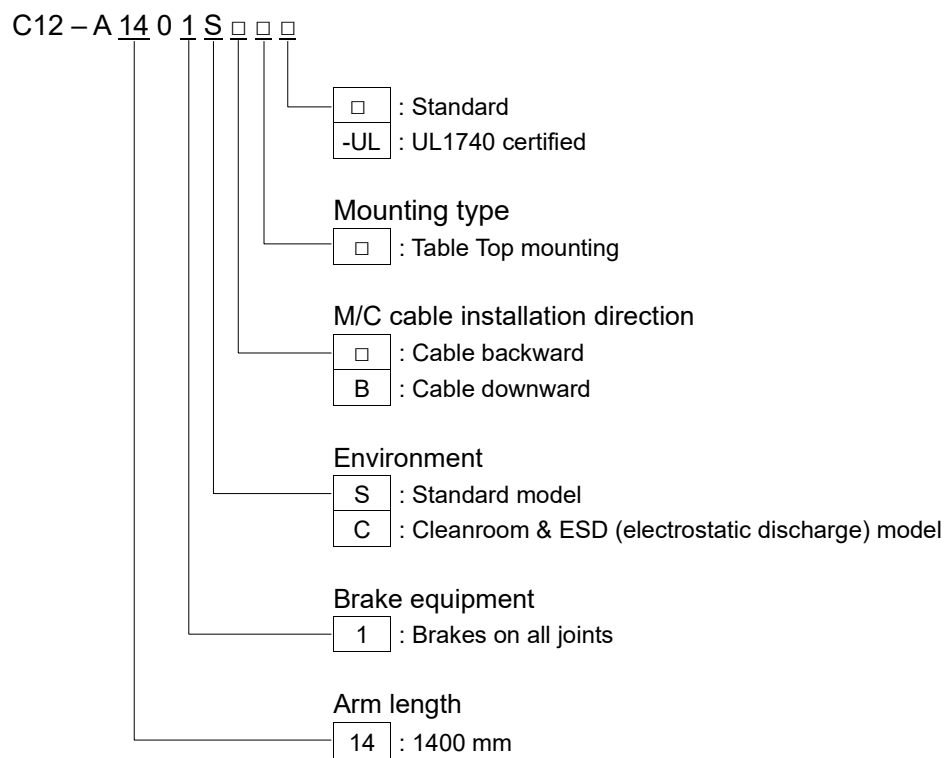 C12 – A 14 0 1 S □ □ □
□ : Standard
-UL : UL1740 certified
Mounting type
□ : Table Top mounting
M/C cable installation direction
□ : Cable backward
B : Cable downward
Environment
S : Standard model
C : Cleanroom & ESD (electrostatic discharge) model
Brake equipment
1 : Brakes on all joints
Arm length
14 : 1400 mm